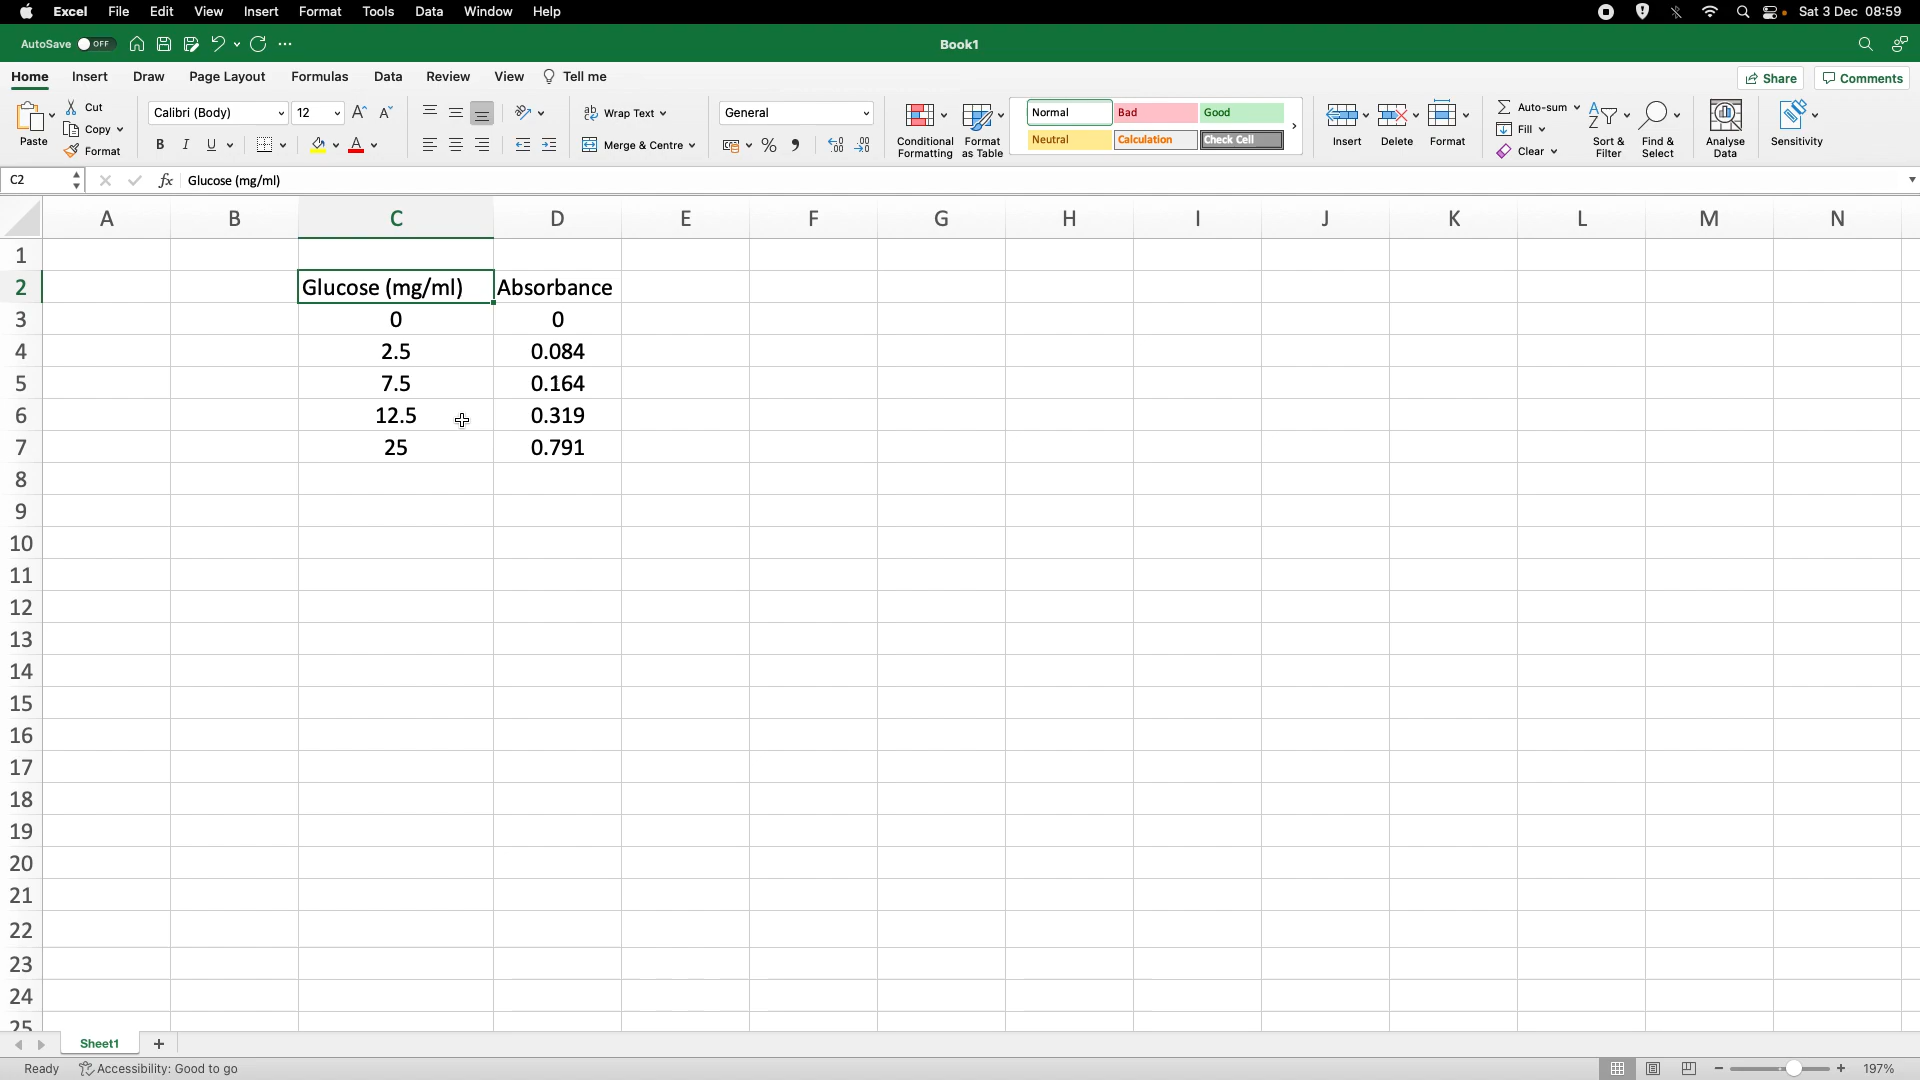 Excel File Edit View Insert Format Tools Data Window Help Sat 3 Dec 08:59
AutoSave OFF Book1
Home Insert Draw Page Layout Formulas Data Review View Tell me Share Comments
Paste Cut Copy Format
Calibri (Body) 12
B I U A
Wrap Text
Merge & Centre
General
Conditional Formatting
Format as Table
Normal Bad Good
Neutral Calculation Check Cell
Insert Delete Format
Auto-sum
Fill
Clear
Sort & Filter
Find & Select
Analyse Data
Sensitivity
C2 fx Glucose (mg/ml)
A B C D E F G H I J K L M N
1
2 Glucose (mg/ml) Absorbance
3 0 0
4 2.5 0.084
5 7.5 0.164
6 12.5 0.319
7 25 0.791
8
9
10
11
12
13
14
15
16
17
18
19
20
21
22
23
24
25
Sheet1
Ready Accessibility: Good to go 197%